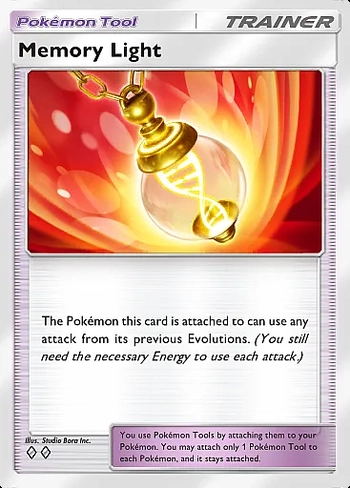 Pokémon Tool TRAINER
Memory Light
The Pokémon this card is attached to can use any
attack from its previous Evolutions. (You still
need the necessary Energy to use each attack.)
Illus. Studio Bora Inc.
You use Pokémon Tools by attaching them to your
Pokémon. You may attach only 1 Pokémon Tool to
each Pokémon, and it stays attached.